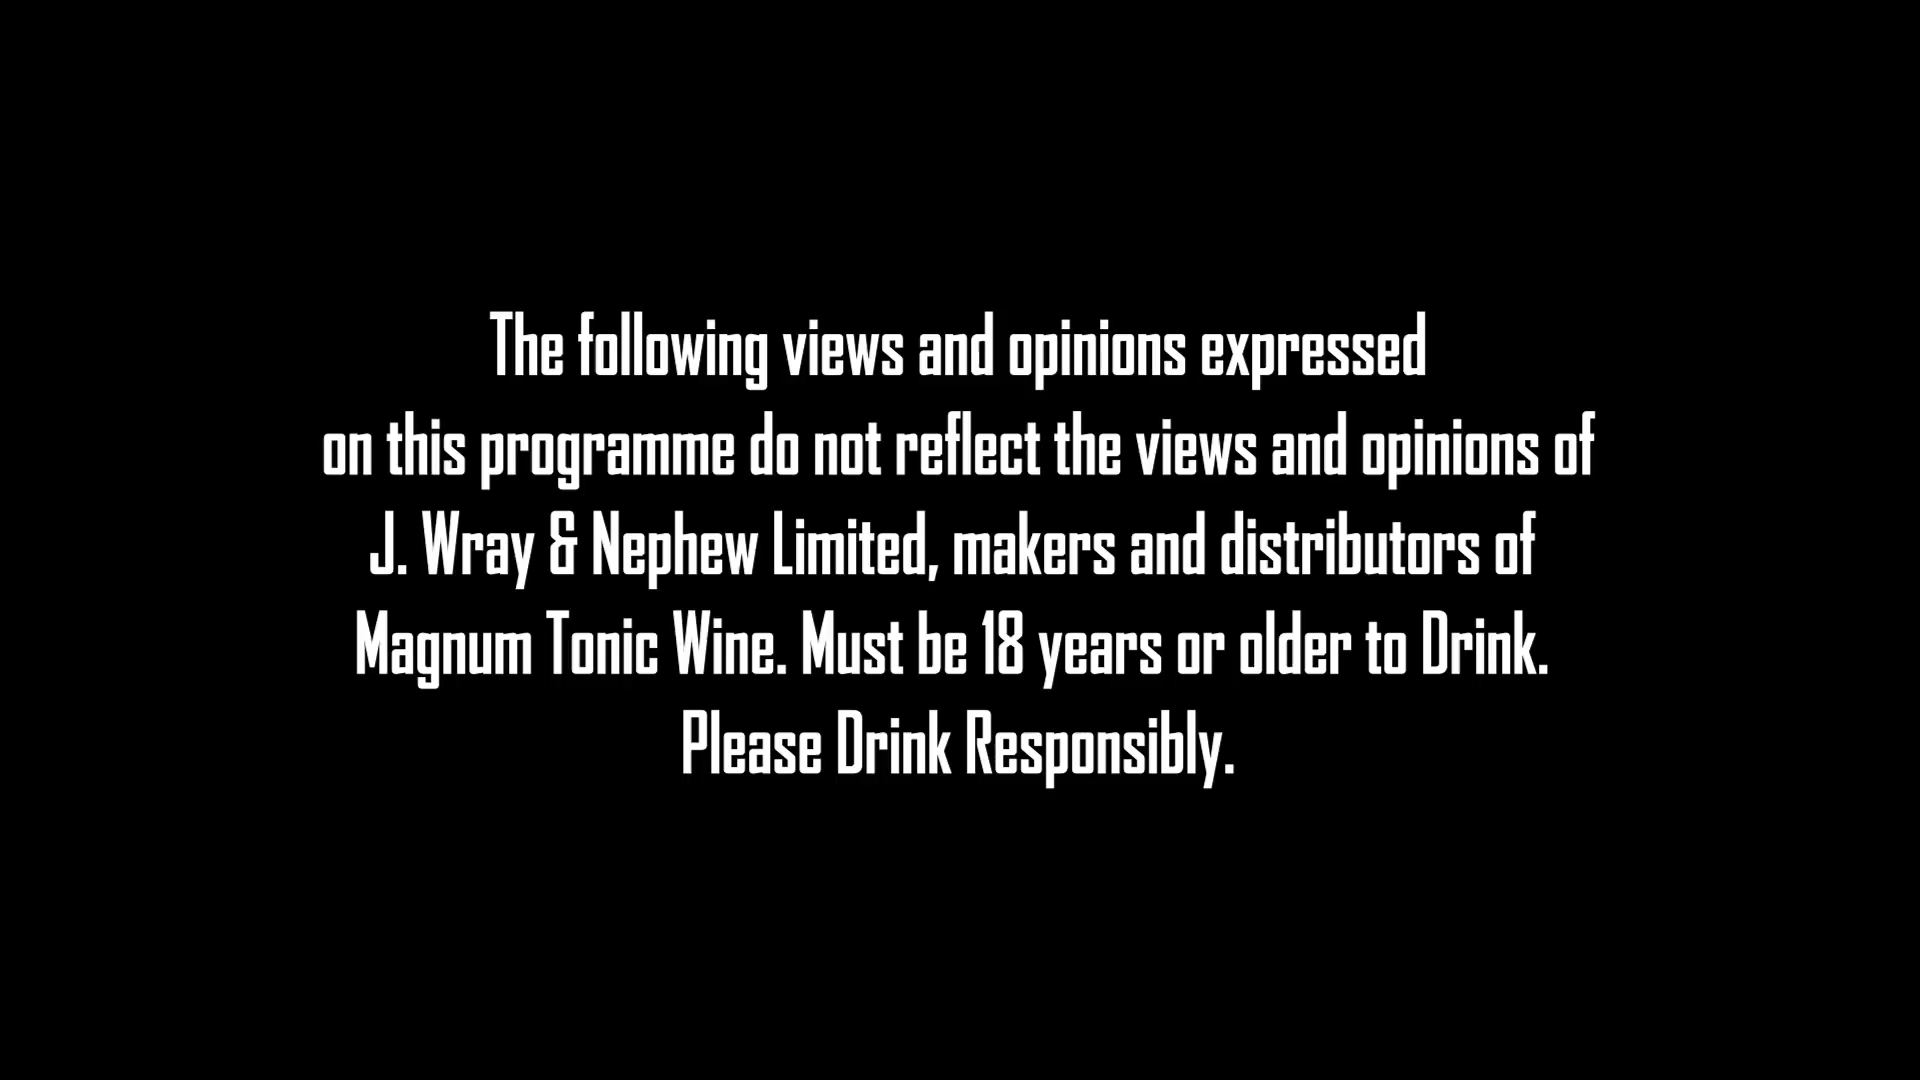 The following views and opinions expressed
on this programme do not reflect the views and opinions of
J. Wray & Nephew Limited, makers and distributors of
Magnum Tonic Wine. Must be 18 years or older to Drink.
Please Drink Responsibly.